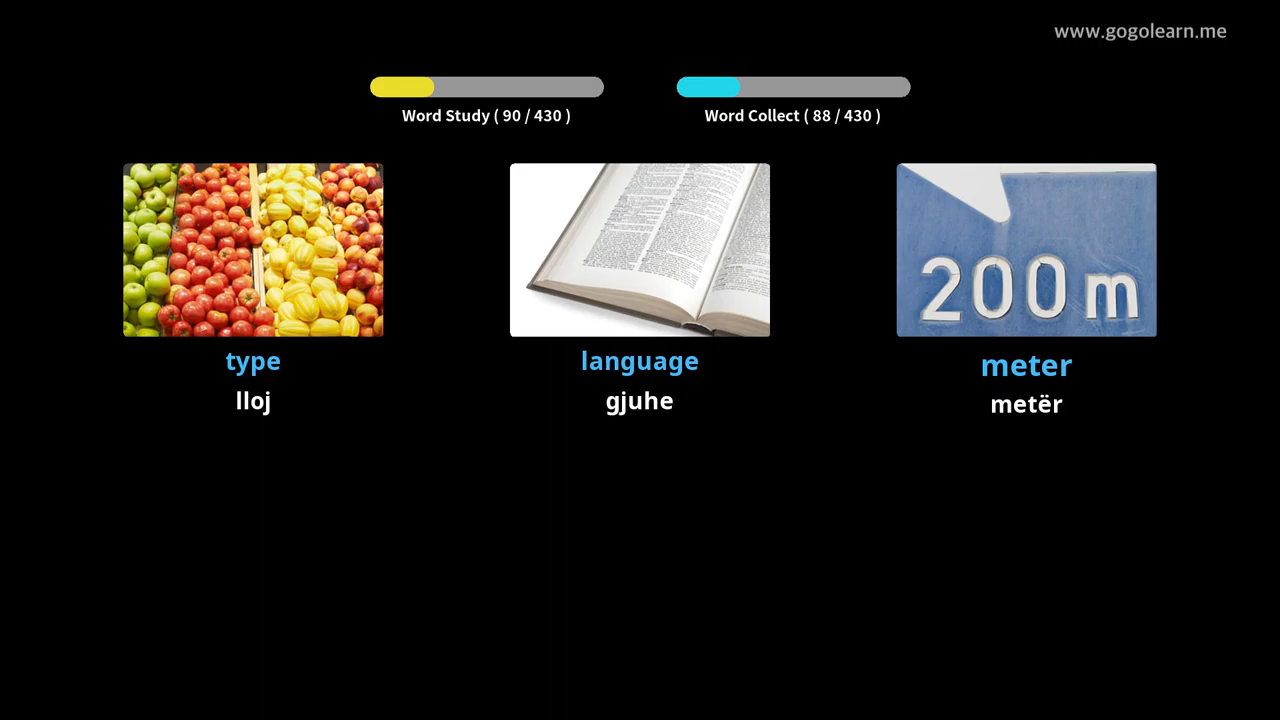 www.gogolearn.me
Word Study ( 90 / 430 )
Word Collect ( 88 / 430 )
200 m
type
language
meter
lloj
gjuhe
metër